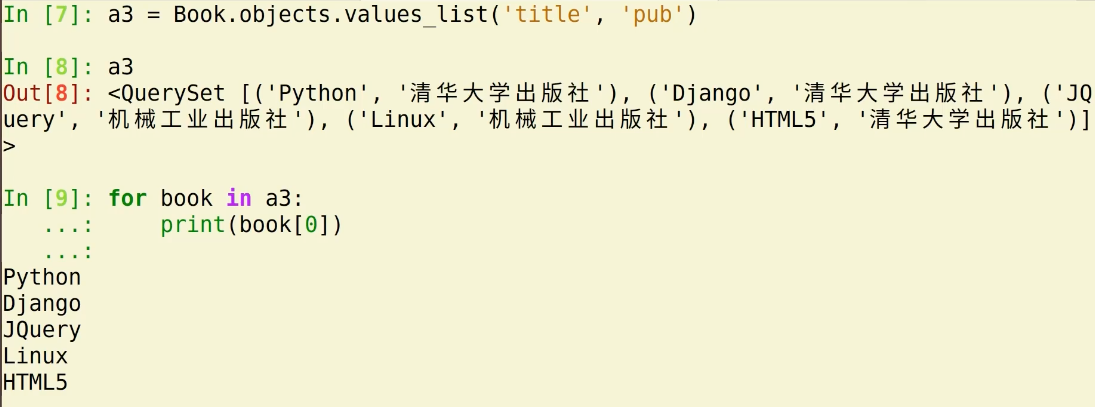 In [7]: a3 = Book.objects.values_list('title', 'pub')
In [8]: a3
Out[8]: <QuerySet [('Python', '清华大学出版社'), ('Django', '清华大学出版社'), ('JQ
uery', '机械工业出版社'), ('Linux', '机械工业出版社'), ('HTML5', '清华大学出版社')]
>
In [9]: for book in a3:
   ...:     print(book[0])
   ...:
Python
Django
JQuery
Linux
HTML5